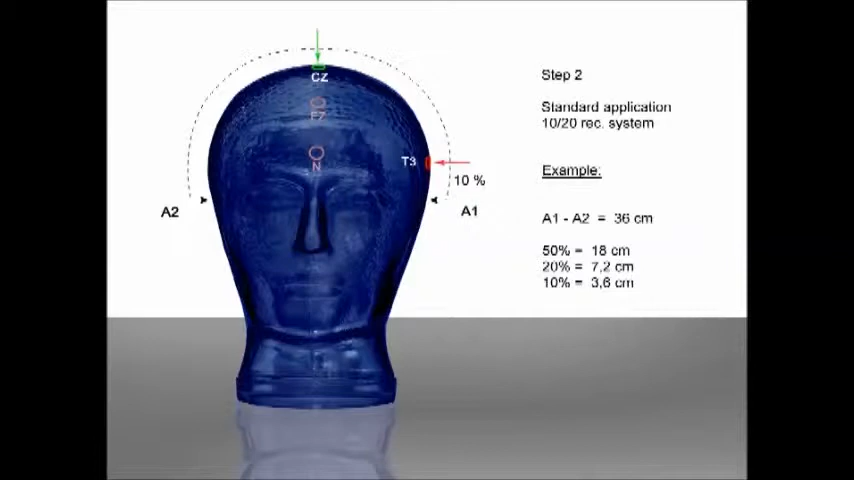 Step 2
Standard application
10/20 rec. system
Example:
A1 - A2 = 36 cm
50% = 18 cm
20% = 7,2 cm
10% = 3,6 cm
CZ
FZ
N
T3
10 %
A2
A1